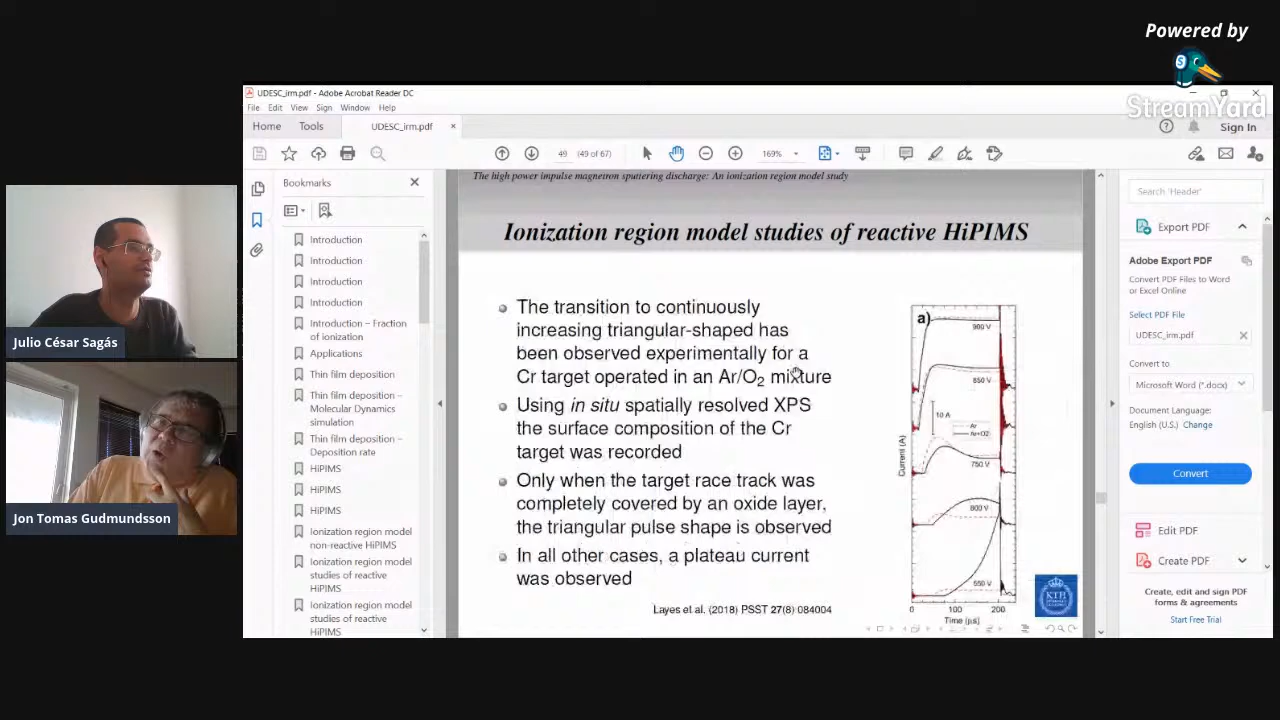 Powered by
StreamYard
UDESC_irm.pdf - Adobe Acrobat Reader DC
File Edit View Sign Window Help
Home Tools UDESC_irm.pdf × Sign In
49 (49 of 67) 169%
Bookmarks
Introduction
Introduction
Introduction
Introduction
Introduction – Fraction
of ionization
Applications
Thin film deposition
Thin film deposition –
Molecular Dynamics
simulation
Thin film deposition –
Deposition rate
HiPIMS
HiPIMS
HiPIMS
Ionization region model
non-reactive HiPIMS
Ionization region model
studies of reactive
HiPIMS
Ionization region model
studies of reactive
HiPIMS
The high power impulse magnetron sputtering discharge: An ionization region model study
Ionization region model studies of reactive HiPIMS
The transition to continuously
increasing triangular-shaped has
been observed experimentally for a
Cr target operated in an Ar/O2 mixture
Using in situ spatially resolved XPS
the surface composition of the Cr
target was recorded
Only when the target race track was
completely covered by an oxide layer,
the triangular pulse shape is observed
In all other cases, a plateau current
was observed
Layes et al. (2018) PSST 27(8) 084004
a)
900 V
850 V
10 A
Ar
Ar+O2
750 V
550 V
Current (A)
0 100 200
Time (µs)
KTH
Search 'Header'
Export PDF
Adobe Export PDF
Convert PDF Files to Word
or Excel Online
Select PDF File
UDESC_irm.pdf
Convert to
Microsoft Word (*.docx)
Document Language:
English (U.S.) Change
Convert
Edit PDF
Create PDF
Create, edit and sign PDF
forms & agreements
Start Free Trial
Julio César Sagás
Jon Tomas Gudmundsson